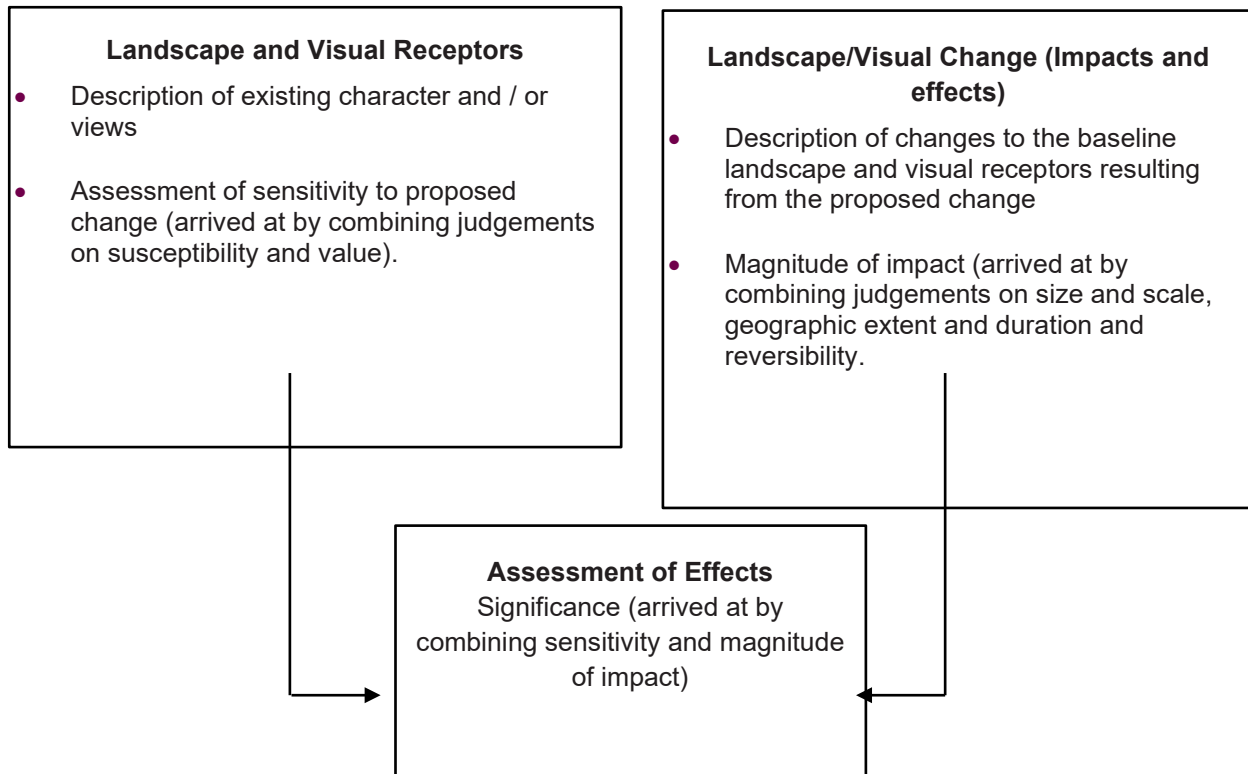 Landscape and Visual Receptors
• Description of existing character and / or
views
• Assessment of sensitivity to proposed
change (arrived at by combining judgements
on susceptibility and value).
Landscape/Visual Change (Impacts and
effects)
• Description of changes to the baseline
landscape and visual receptors resulting
from the proposed change
• Magnitude of impact (arrived at by
combining judgements on size and scale,
geographic extent and duration and
reversibility.
Assessment of Effects
Significance (arrived at by
combining sensitivity and magnitude
of impact)